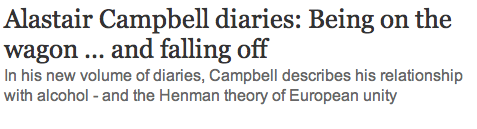 Alastair Campbell diaries: Being on the
wagon ... and falling off
In his new volume of diaries, Campbell describes his relationship
with alcohol - and the Henman theory of European unity